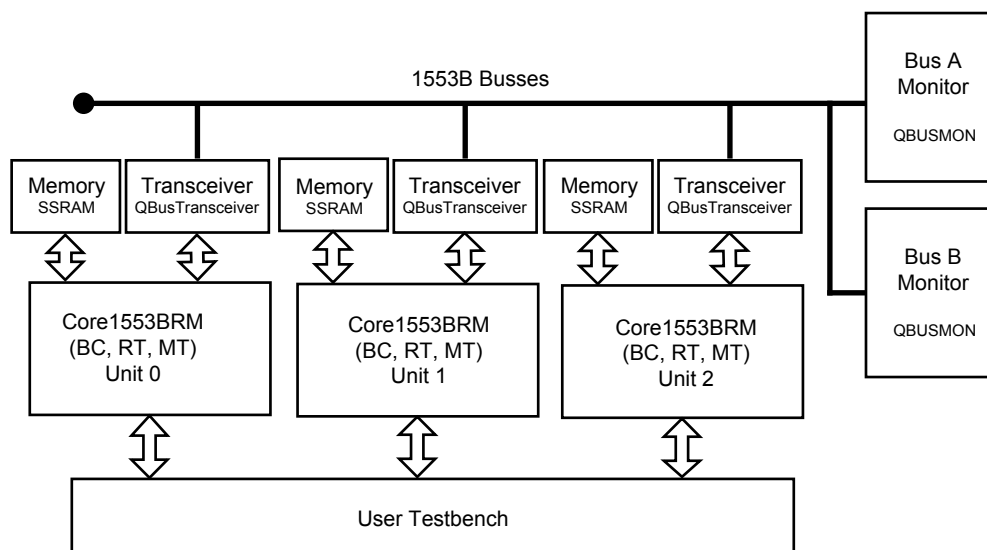 1553B Busses
Bus A
Monitor
QBUSMON
Memory
SSRAM
Transceiver
QBusTransceiver
Memory
SSRAM
Transceiver
QBusTransceiver
Memory
SSRAM
Transceiver
QBusTransceiver
Bus B
Monitor
QBUSMON
Core1553BRM
(BC, RT, MT)
Unit 0
Core1553BRM
(BC, RT, MT)
Unit 1
Core1553BRM
(BC, RT, MT)
Unit 2
User Testbench